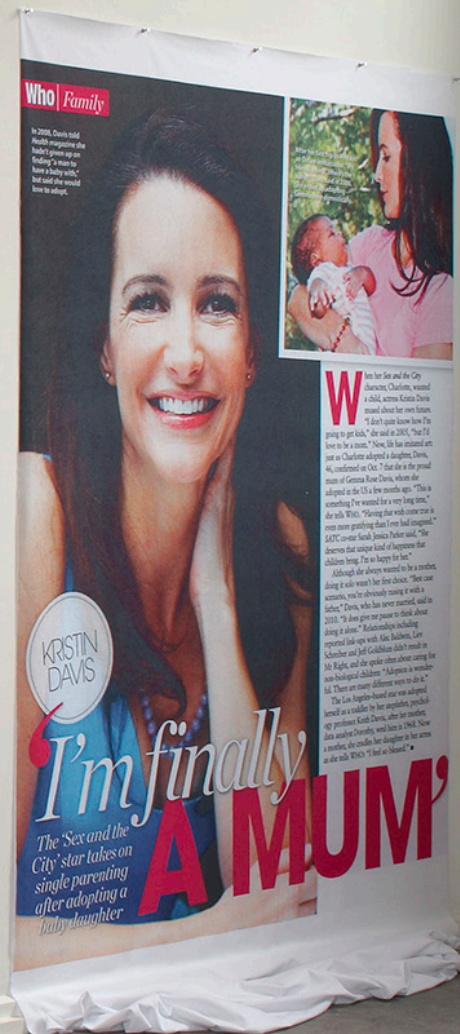 Who Family
In 2008, Davis told
Health magazine she
hadn't given up on
finding "a man to
have a baby with,"
but said she would
love to adopt.
When her Sex and the City
character, Charlotte, wanted
a child, actress Kristin Davis
mused about her own future.
"I don't quite know how I'm
going to get kids," she said in 2005, "but I'd
love to be a mom." Now, life has imitated art:
just as Charlotte adopted a daughter, Davis,
46, confirmed on Oct. 7 that she is the proud
mum of Gemma Rose Davis, whom she
adopted in the US a few months ago. "This is
something I've wanted for a very long time,"
she tells WHO. "Having that wish come true is
even more gratifying than I ever had imagined."
SATC co-star Sarah Jessica Parker said, "She
deserves that unique kind of happiness that
children bring. I'm so happy for her."
Although she always wanted to be a mother,
doing it solo wasn't her first choice. "Best case
scenario, you're obviously raising it with a
father," Davis, who has never married, said in
2010. "It does give me pause to think about
doing it alone." Relationships including
reported link-ups with Alec Baldwin, Liev
Schreiber and Jeff Goldblum didn't result in
Mr Right, and she spoke often about caring for
non-biological children: "Adoption is wonder-
ful. There are many different ways to do it."
The Los Angeles-based star was adopted
herself as a toddler by her stepfather, psychol-
ogy professor Keith Davis, after her mother,
data analyst Dorothy, wed him in 1968. Now
a mother, she cradles her daughter in her arms
as she tells WHO: "I feel so blessed." ■
KRISTIN
DAVIS
'I'm finally
A MUM'
The 'Sex and the
City' star takes on
single parenting
after adopting a
baby daughter